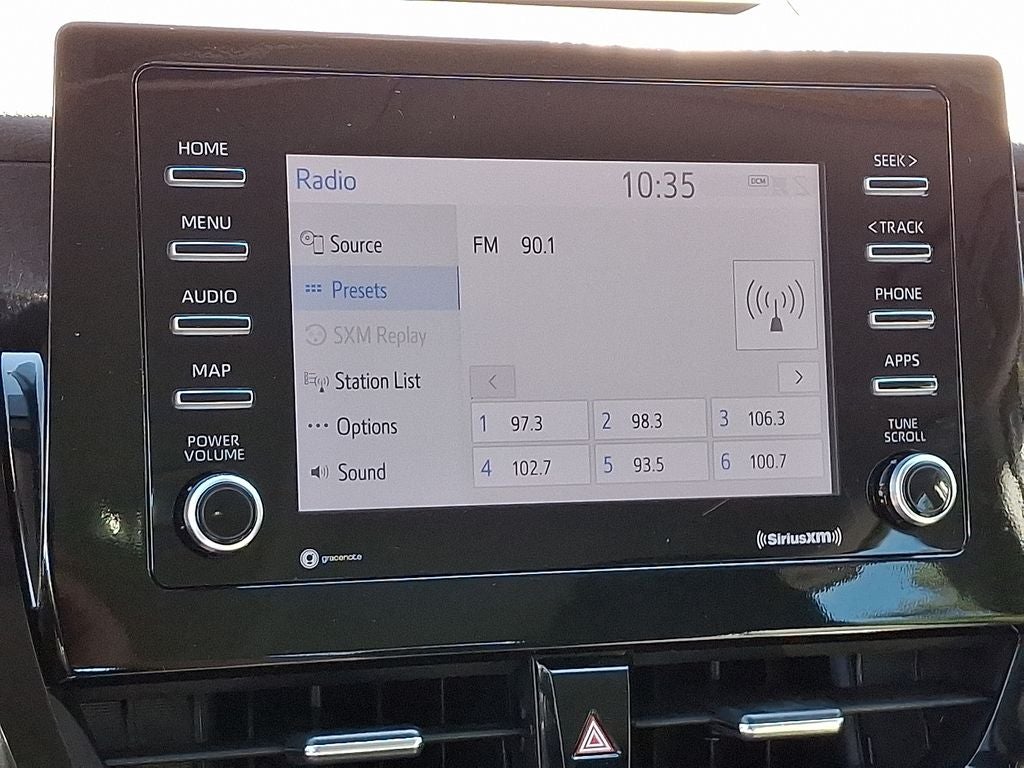 HOME
MENU
AUDIO
MAP
POWER
VOLUME
Radio
10:35
DCM
Source
Presets
SXM Replay
Station List
Options
Sound
FM 90.1
1 97.3
2 98.3
3 106.3
4 102.7
5 93.5
6 100.7
SEEK >
< TRACK
PHONE
APPS
TUNE
SCROLL
gracenote
SiriusXM